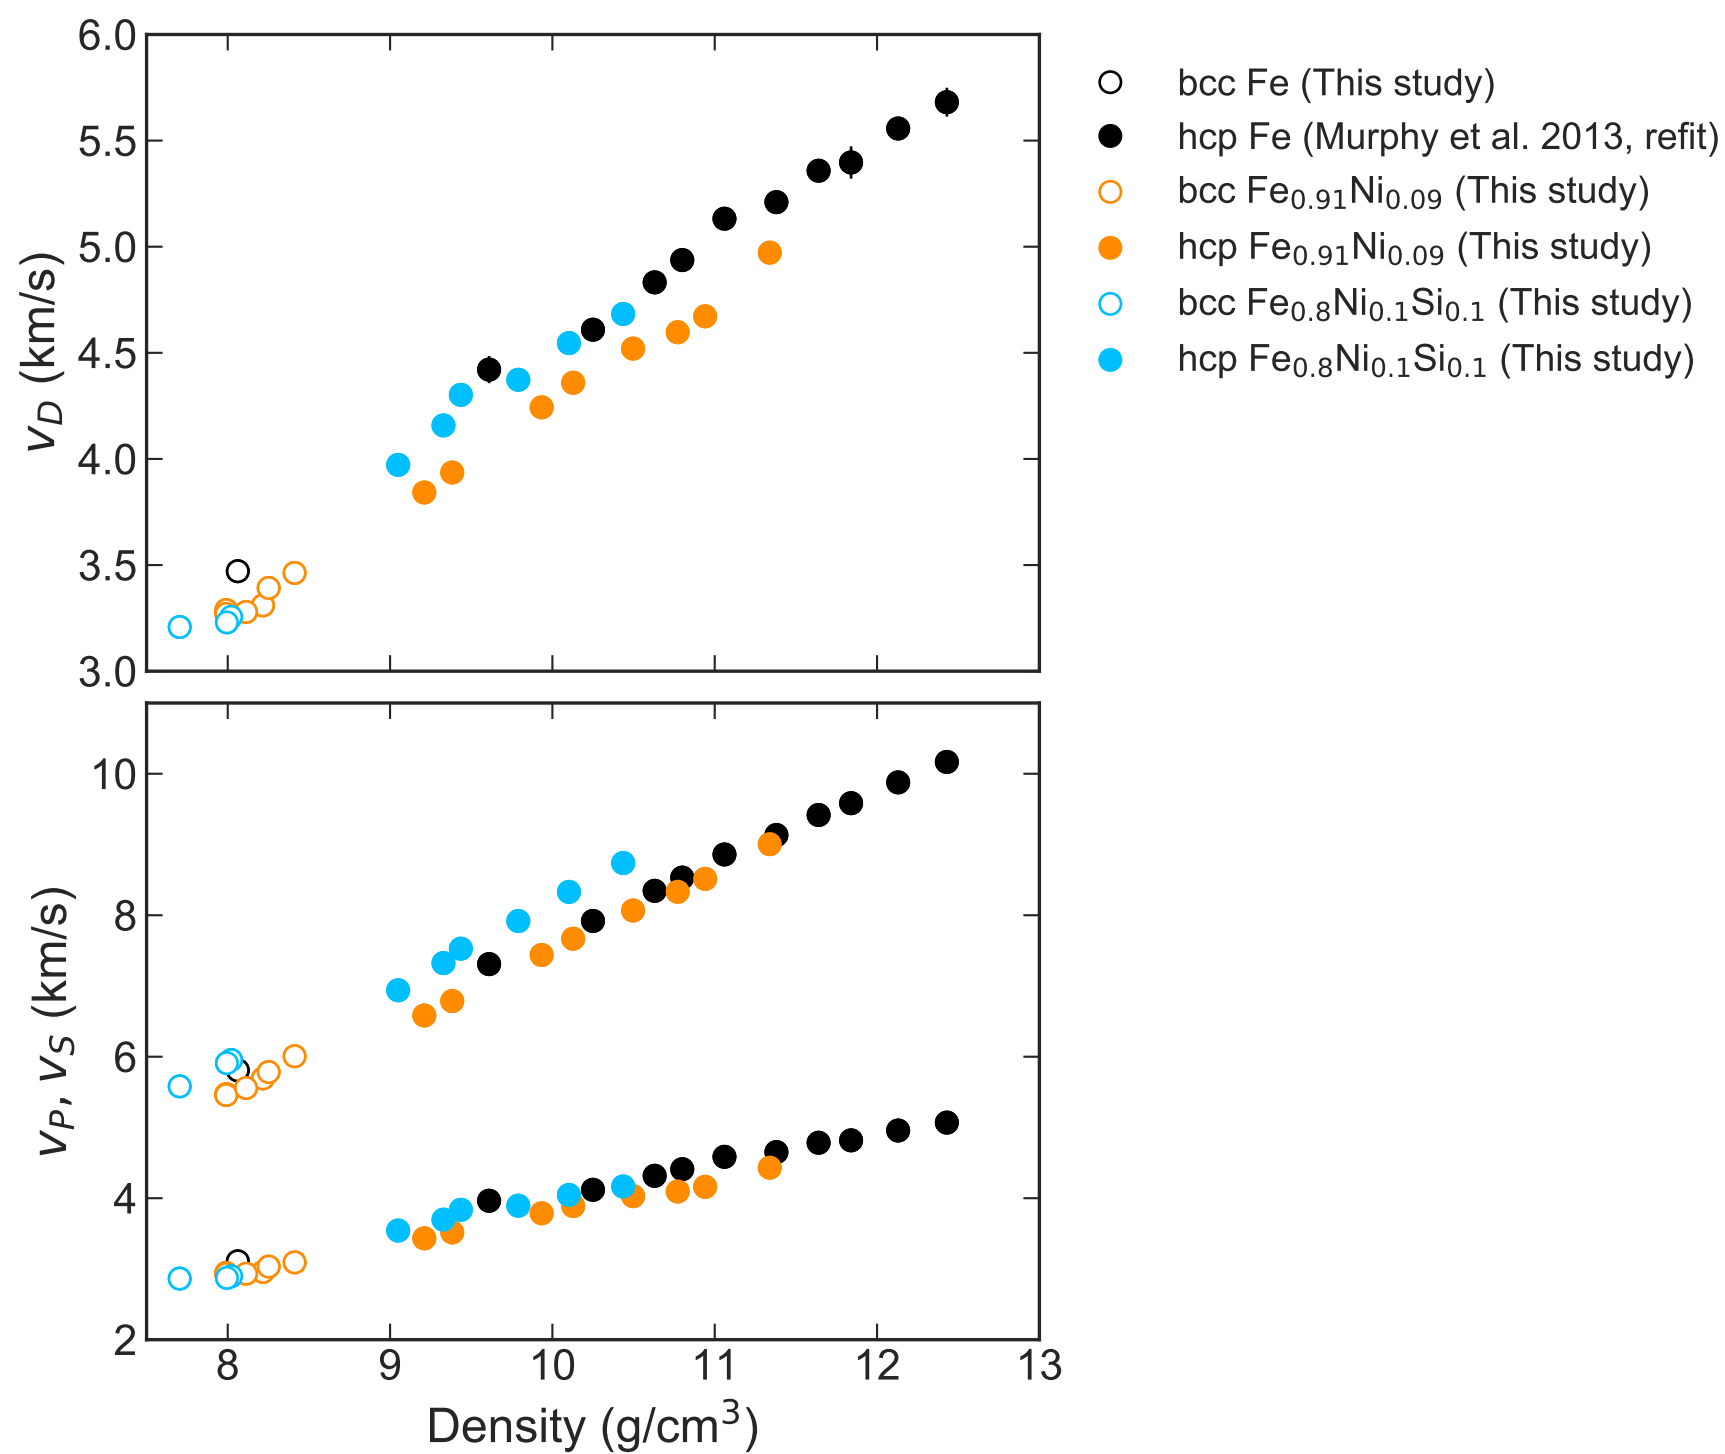 6.0
5.5
5.0
4.5
4.0
3.5
3.0
v_D (km/s)
bcc Fe (This study)
hcp Fe (Murphy et al. 2013, refit)
bcc Fe₀.₉₁Ni₀.₀₉ (This study)
hcp Fe₀.₉₁Ni₀.₀₉ (This study)
bcc Fe₀.₈Ni₀.₁Si₀.₁ (This study)
hcp Fe₀.₈Ni₀.₁Si₀.₁ (This study)
10
8
6
4
2
v_P, v_S (km/s)
8 9 10 11 12 13
Density (g/cm³)